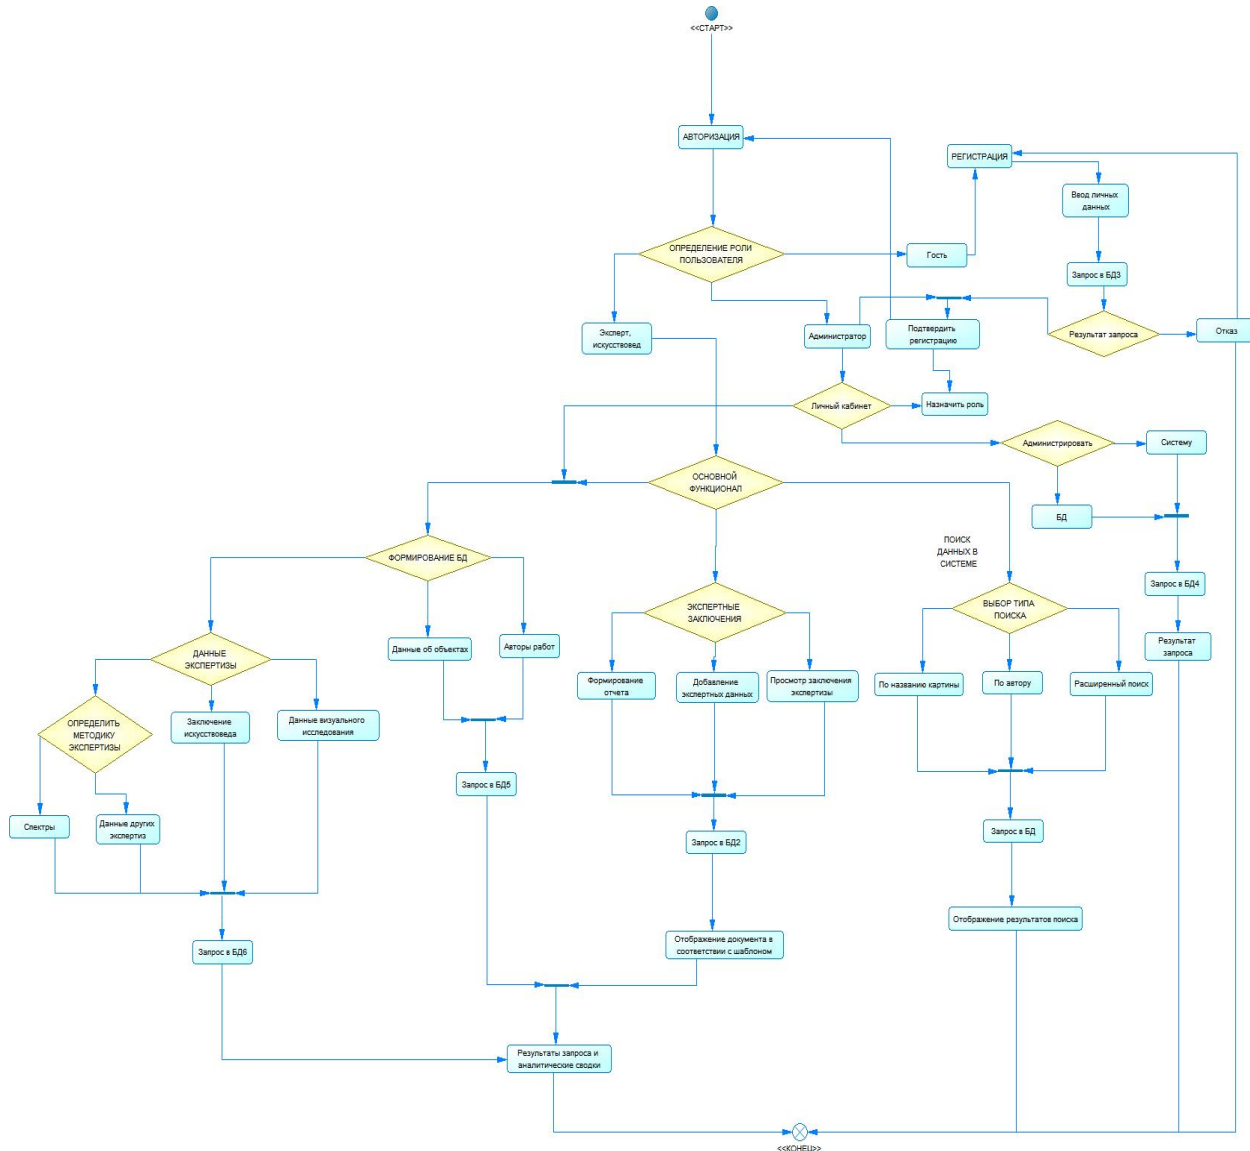 <<СТАРТ>>
АВТОРИЗАЦИЯ
РЕГИСТРАЦИЯ
Ввод личных
данных
ОПРЕДЕЛЕНИЕ РОЛИ
ПОЛЬЗОВАТЕЛЯ
Гость
Запрос в БД3
Эксперт,
искусствовед
Администратор
Подтвердить
регистрацию
Результат запроса
Отказ
Личный кабинет
Назначить роль
Администрировать
Систему
ОСНОВНОЙ
ФУНКЦИОНАЛ
БД
ФОРМИРОВАНИЕ БД
ПОИСК
ДАННЫХ В
СИСТЕМЕ
Запрос в БД4
ЭКСПЕРТНЫЕ
ЗАКЛЮЧЕНИЯ
ВЫБОР ТИПА
ПОИСКА
Результат
запроса
ДАННЫЕ
ЭКСПЕРТИЗЫ
Данные об объектах
Авторы работ
Формирование
отчета
Добавление
экспертных данных
Просмотр заключения
экспертизы
По названию картины
По автору
Расширенный поиск
ОПРЕДЕЛИТЬ
МЕТОДИКУ
ЭКСПЕРТИЗЫ
Заключение
искусствоведа
Данные визуального
исследования
Запрос в БД5
Спектры
Данные других
экспертиз
Запрос в БД2
Запрос в БД
Отображение результатов поиска
Запрос в БД6
Отображение документа в
соответствии с шаблоном
Результаты запроса и
аналитические сводки
<<КОНЕЦ>>